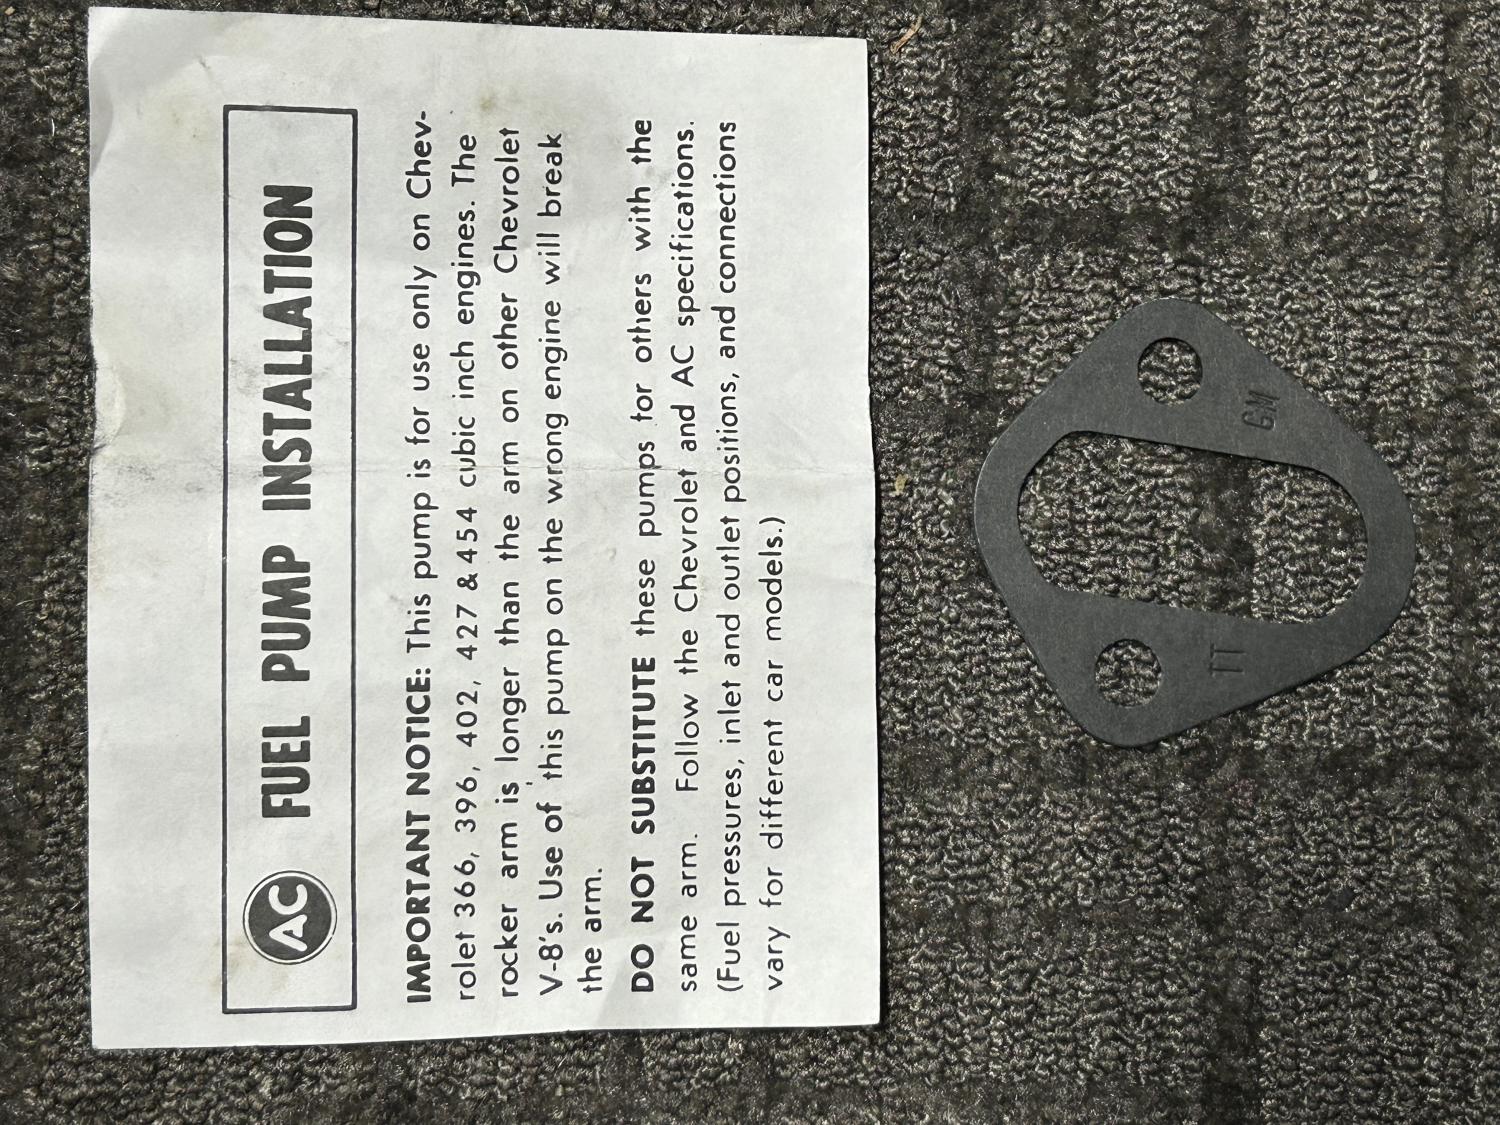 AC FUEL PUMP INSTALLATION
IMPORTANT NOTICE: This pump is for use only on Chev-
rolet 366, 396, 402, 427 & 454 cubic inch engines. The
rocker arm is longer than the arm on other Chevrolet
V-8's. Use of this pump on the wrong engine will break
the arm.
DO NOT SUBSTITUTE these pumps for others with the
same arm. Follow the Chevrolet and AC specifications.
(Fuel pressures, inlet and outlet positions, and connections
vary for different car models.)
TT GM